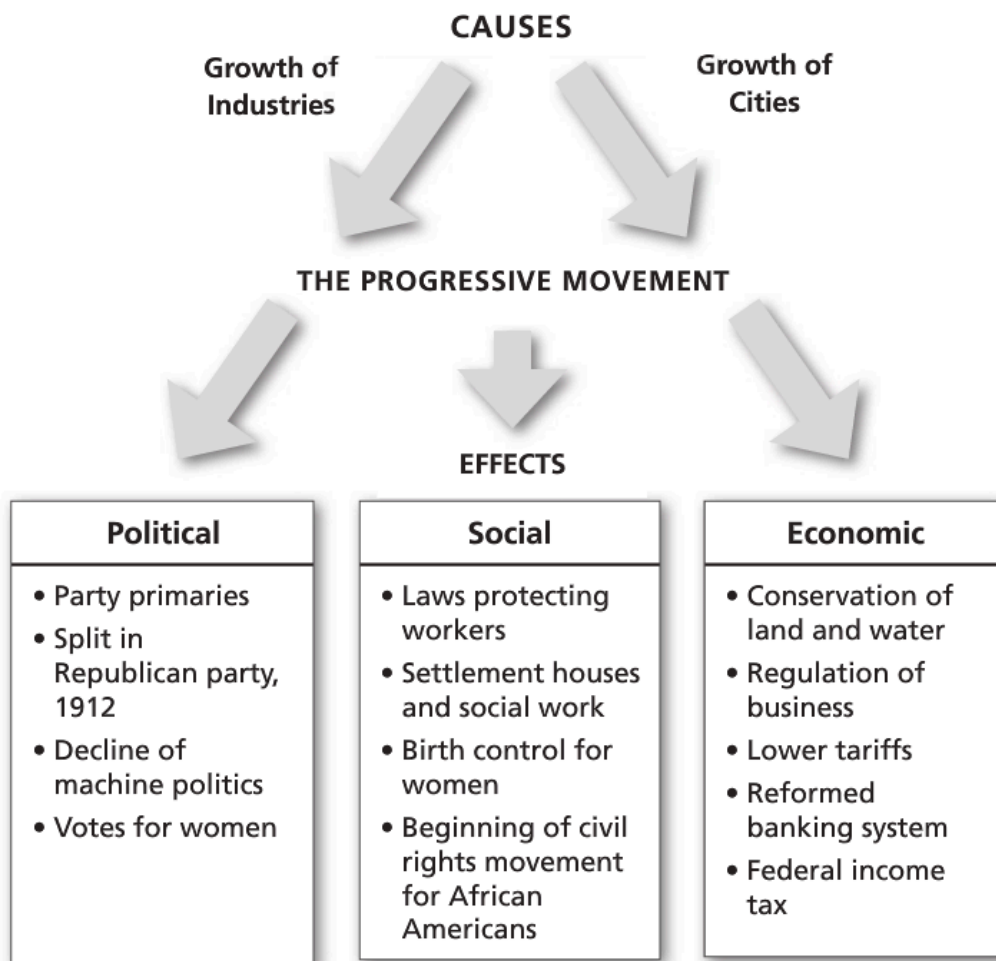 CAUSES
Growth of
Industries
Growth of
Cities
THE PROGRESSIVE MOVEMENT
EFFECTS
Political
• Party primaries
• Split in
Republican party,
1912
• Decline of
machine politics
• Votes for women
Social
• Laws protecting
workers
• Settlement houses
and social work
• Birth control for
women
• Beginning of civil
rights movement
for African
Americans
Economic
• Conservation of
land and water
• Regulation of
business
• Lower tariffs
• Reformed
banking system
• Federal income
tax